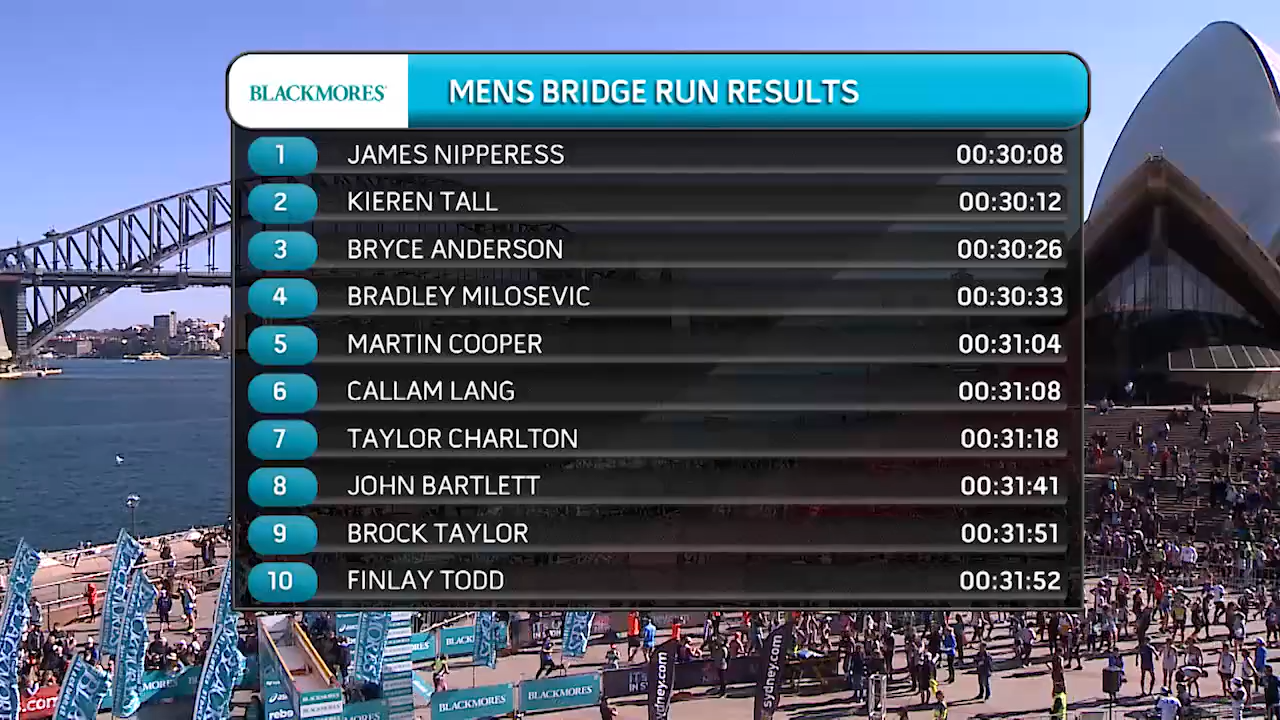 BLACKMORES
MENS BRIDGE RUN RESULTS
1 JAMES NIPPERESS 00:30:08
2 KIEREN TALL 00:30:12
3 BRYCE ANDERSON 00:30:26
4 BRADLEY MILOSEVIC 00:30:33
5 MARTIN COOPER 00:31:04
6 CALLAM LANG 00:31:08
7 TAYLOR CHARLTON 00:31:18
8 JOHN BARTLETT 00:31:41
9 BROCK TAYLOR 00:31:51
10 FINLAY TODD 00:31:52
BLACKMORES
BLACKMORES
sydney.com